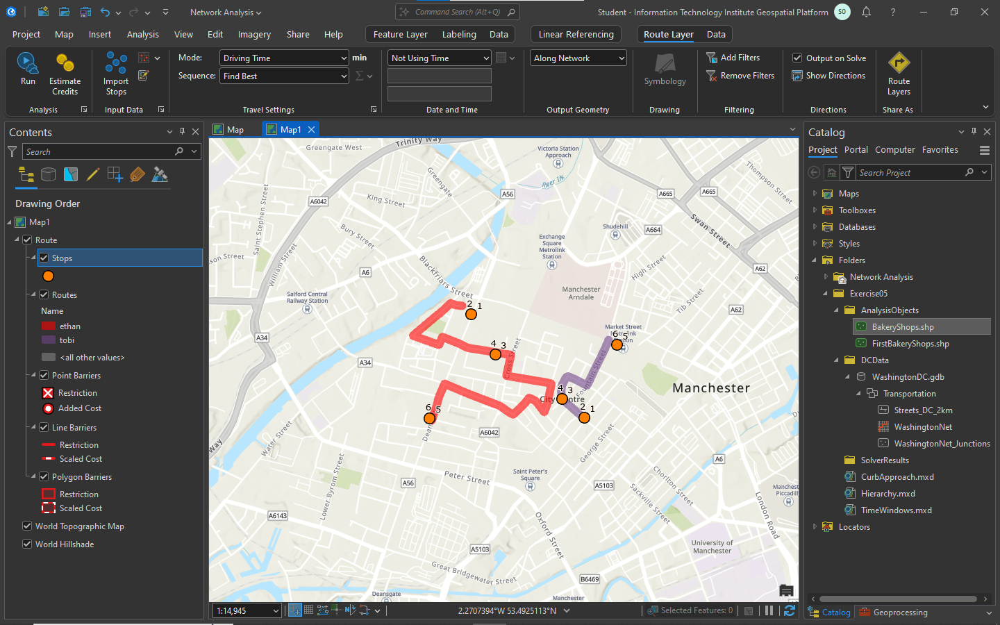 Network Analysis
Command Search (Alt+Q)
Student - Information Technology Institute Geospatial Platform
SO
?
Project
Map
Insert
Analysis
View
Edit
Imagery
Share
Help
Feature Layer
Labeling
Data
Linear Referencing
Route Layer
Data
Run
Estimate
Credits
Analysis
Import
Stops
Input Data
Mode:
Driving Time
min
Sequence:
Find Best
Travel Settings
Not Using Time
Date and Time
Along Network
Output Geometry
Symbology
Drawing
Add Filters
Remove Filters
Filtering
Output on Solve
Show Directions
Directions
Route
Layers
Share As
Contents
Search
Drawing Order
Map1
Route
Stops
Routes
Name
ethan
tobi
<all other values>
Point Barriers
Restriction
Added Cost
Line Barriers
Restriction
Scaled Cost
Polygon Barriers
Restriction
Scaled Cost
World Topographic Map
World Hillshade
Map
Map1
Greengate West
Trinity Way
Victoria Station
Approach
River Irk
Thompson Street
Greengate
A56
A665
A665
A6042
King Street
Saint Stephen Street
Bury Street
Swan Street
Shudehill
A664
Exchange
Square
Metrolink
Station
son Street
William Street
Blackfriars Street
A6
High Street
A62
Salford Central
Railway Station
Manchester
Arndale
Tib Street
A62
2 1
A34
Market Street
Metrolink
6 5
4 3
A34
Cross Street
Fountain Street
Manchester
4 3
City Centre
2 1
6 5
Dean
A6042
Water Street
Way
George Street
A6
Peter Street
Saint Peter's
Square
A56
A5103
Chorlton Street
Sackville Street
Manchest
Piccadil
Lower Byrom Street
London Road
A6143
Oxford Street
University of
Manchester
A5103
Great Bridgewater Street
B6469
Deansgate
Manchester
1:14,945
2.2707394°W 53.4925113°N
Selected Features: 0
Catalog
Project
Portal
Computer
Favorites
Search Project
Maps
Toolboxes
Databases
Styles
Folders
Network Analysis
Exercise05
AnalysisObjects
BakeryShops.shp
FirstBakeryShops.shp
DCData
WashingtonDC.gdb
Transportation
Streets_DC_2km
WashingtonNet
WashingtonNet_Junctions
SolverResults
CurbApproach.mxd
Hierarchy.mxd
TimeWindows.mxd
Locators
Catalog
Geoprocessing